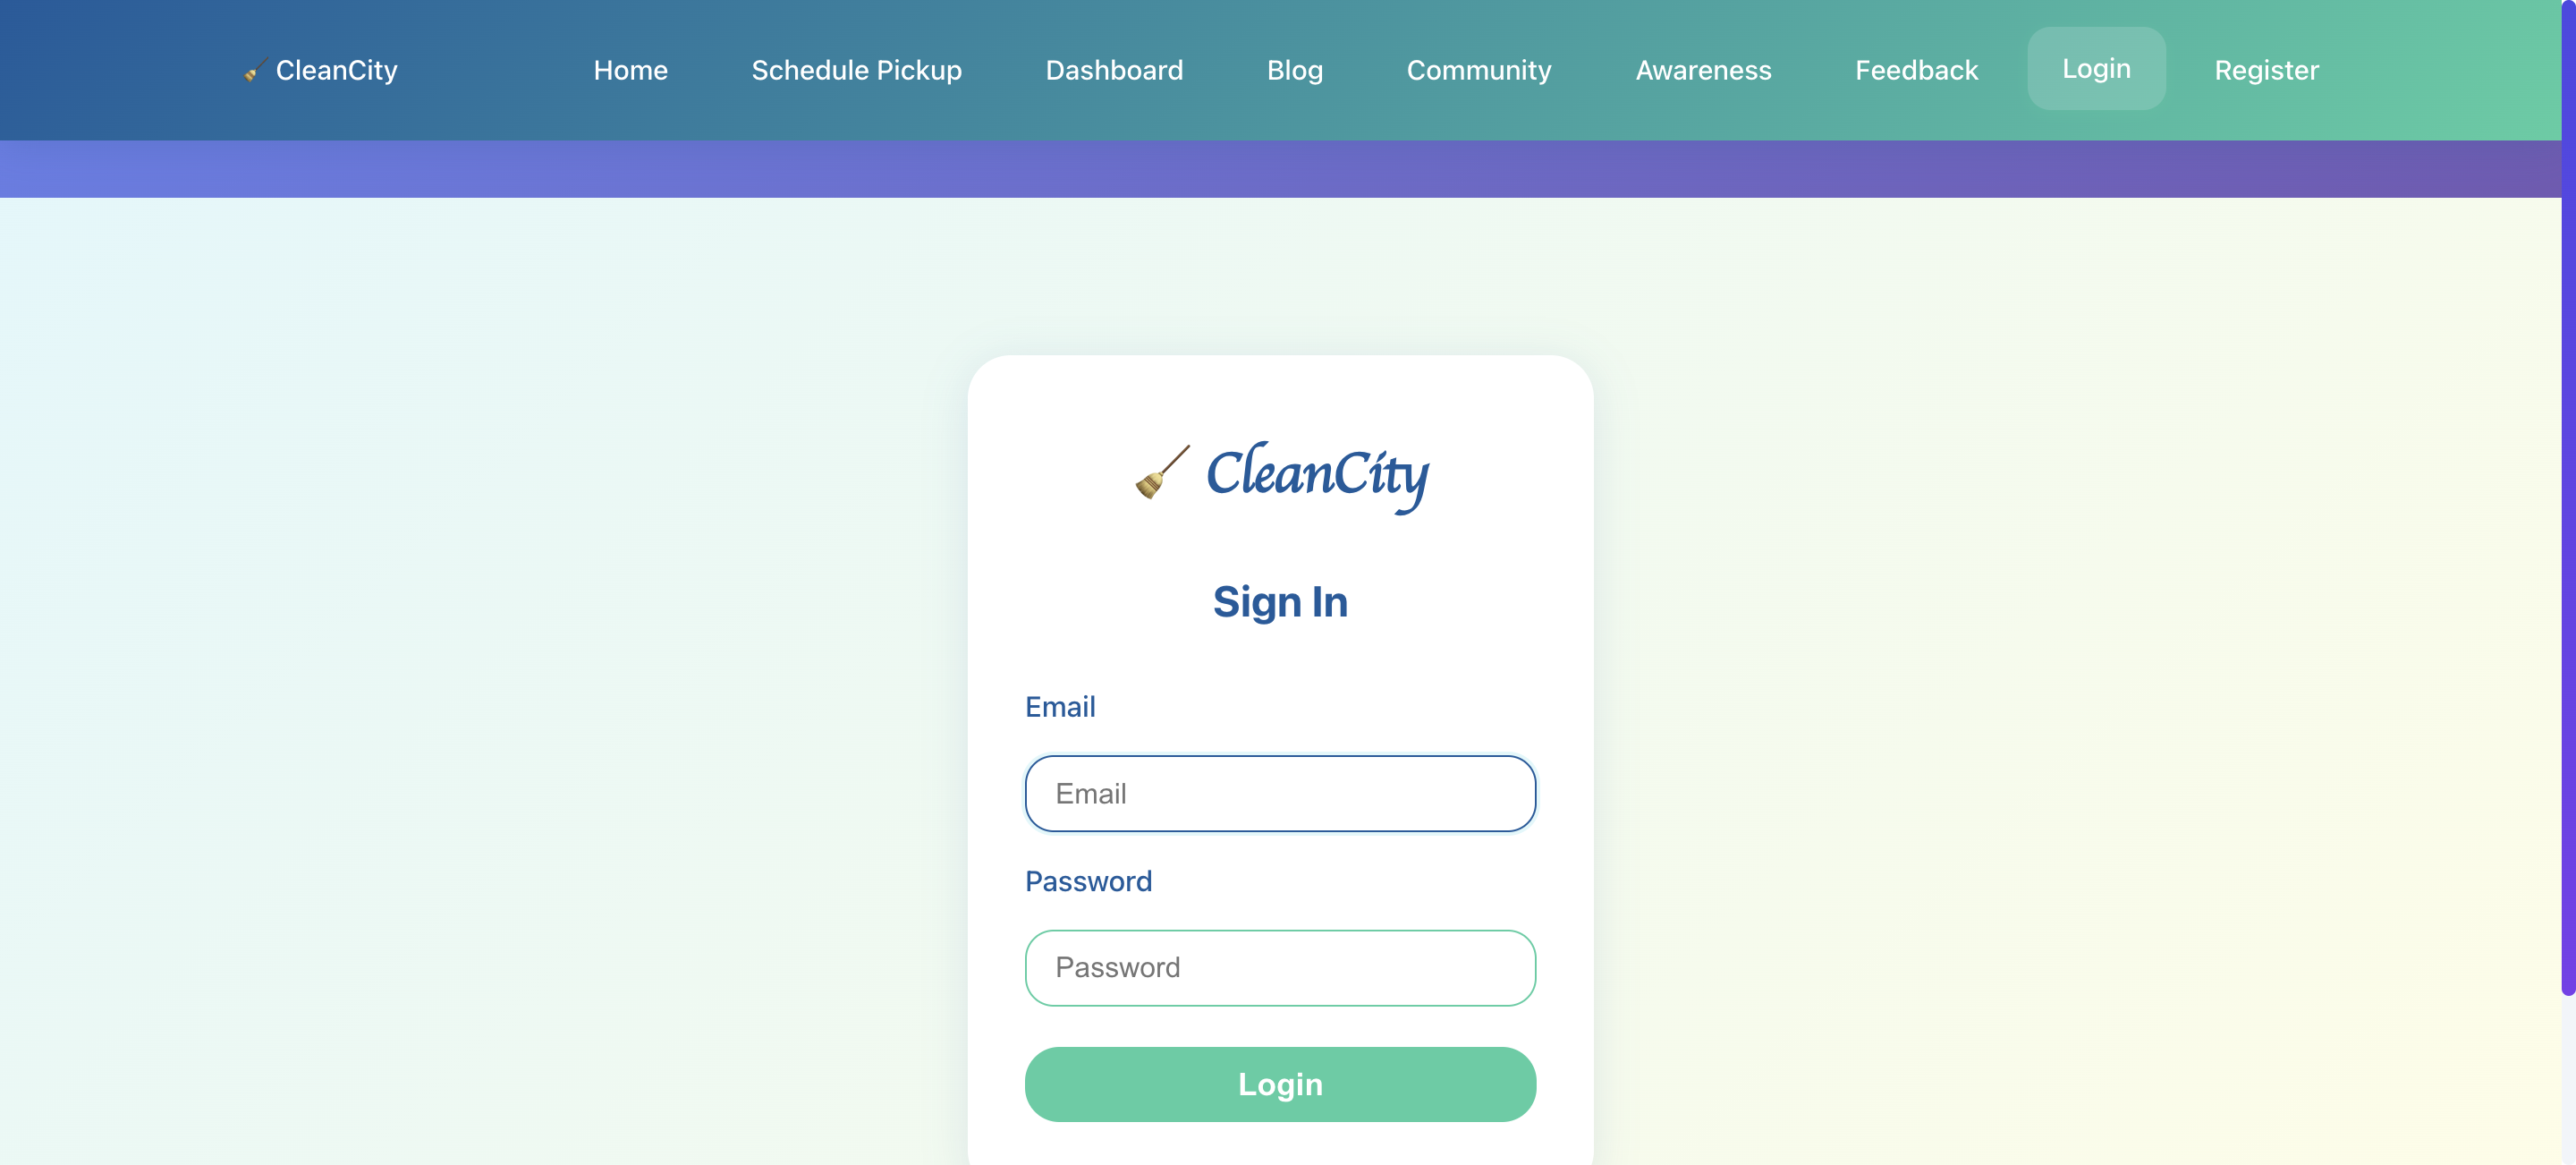 CleanCity Home Schedule Pickup Dashboard Blog Community Awareness Feedback Login Register
CleanCity
Sign In
Email
Email
Password
Password
Login